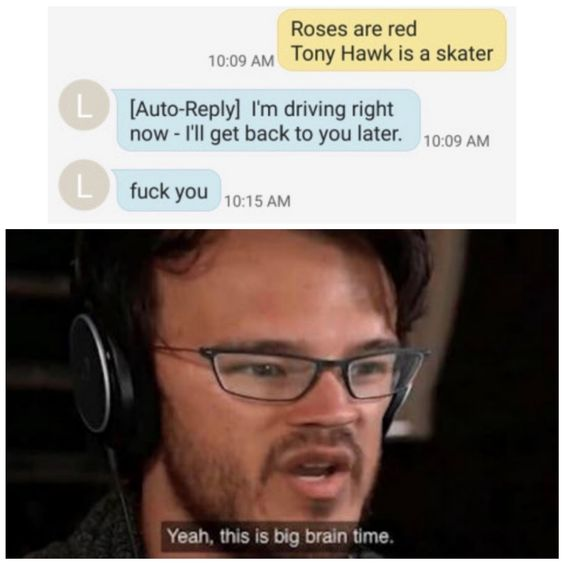 Roses are red
Tony Hawk is a skater
10:09 AM
L
[Auto-Reply] I'm driving right
now - I'll get back to you later.
10:09 AM
L
fuck you
10:15 AM
Yeah, this is big brain time.